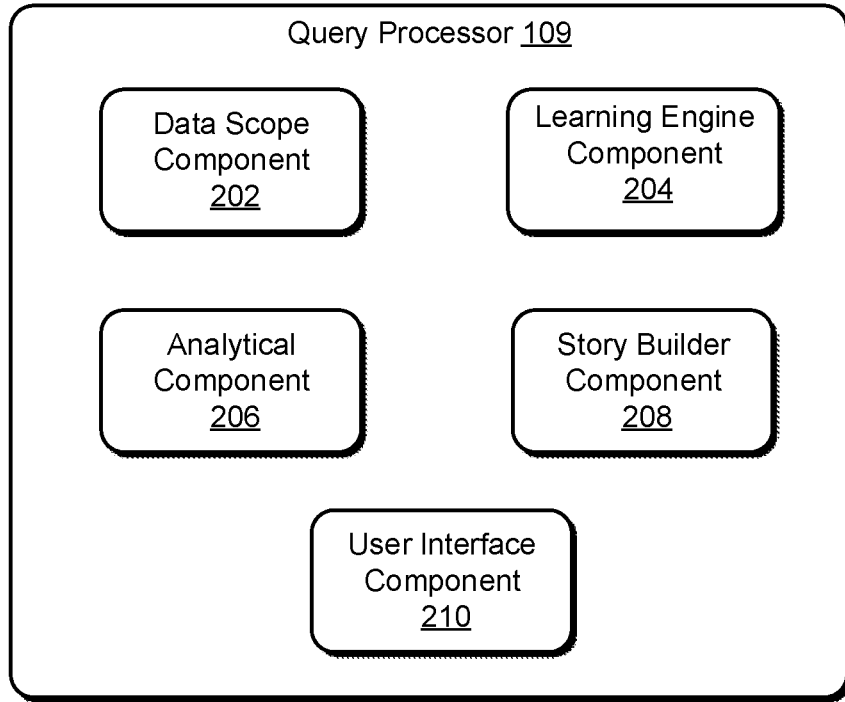 Query Processor 109
Data Scope
Component
202
Learning Engine
Component
204
Analytical
Component
206
Story Builder
Component
208
User Interface
Component
210